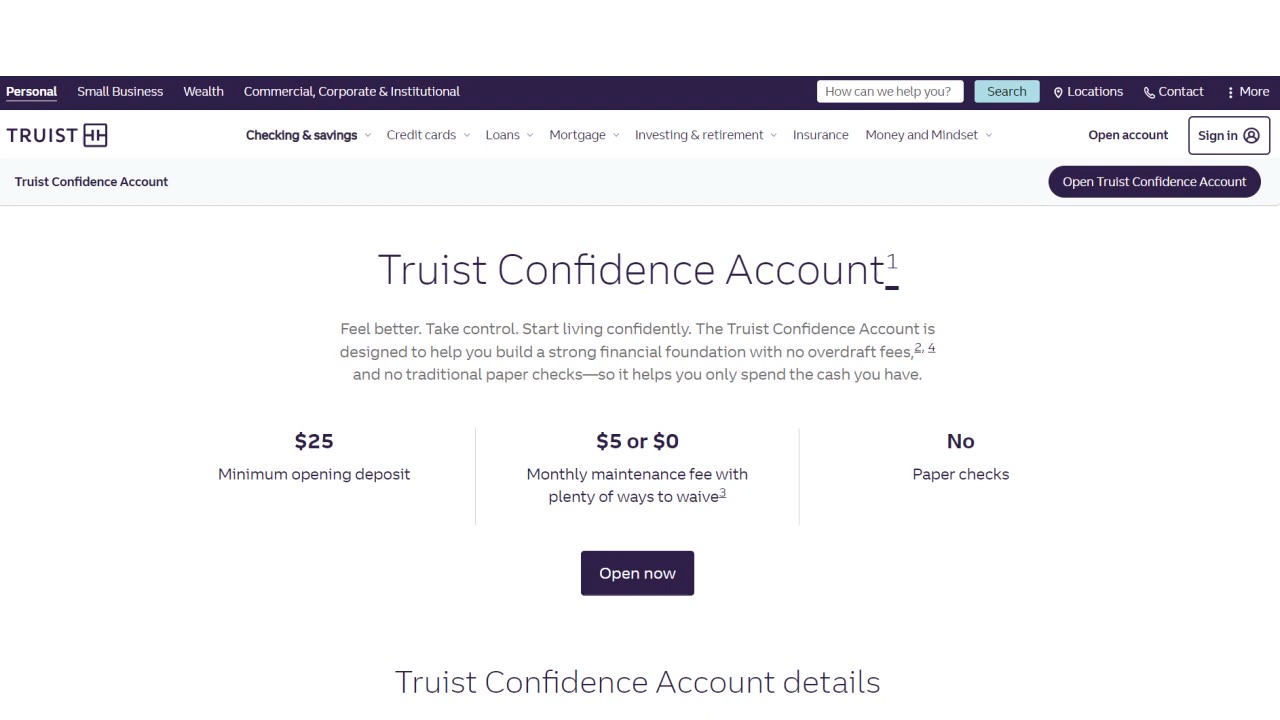 Personal Small Business Wealth Commercial, Corporate & Institutional How can we help you? Search Locations Contact More
TRUIST Checking & savings Credit cards Loans Mortgage Investing & retirement Insurance Money and Mindset Open account Sign in
Truist Confidence Account Open Truist Confidence Account
Truist Confidence Account1
Feel better. Take control. Start living confidently. The Truist Confidence Account is
designed to help you build a strong financial foundation with no overdraft fees,2, 4
and no traditional paper checks—so it helps you only spend the cash you have.
$25
Minimum opening deposit
$5 or $0
Monthly maintenance fee with
plenty of ways to waive3
No
Paper checks
Open now
Truist Confidence Account details